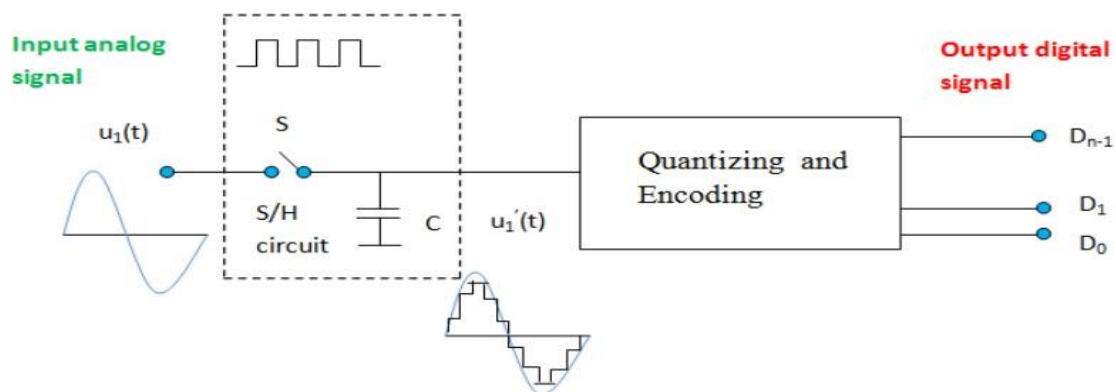 Input analog
signal
u₁(t)
S
S/H
circuit
C
u₁'(t)
Quantizing and
Encoding
Output digital
signal
Dₙ₋₁
D₁
D₀